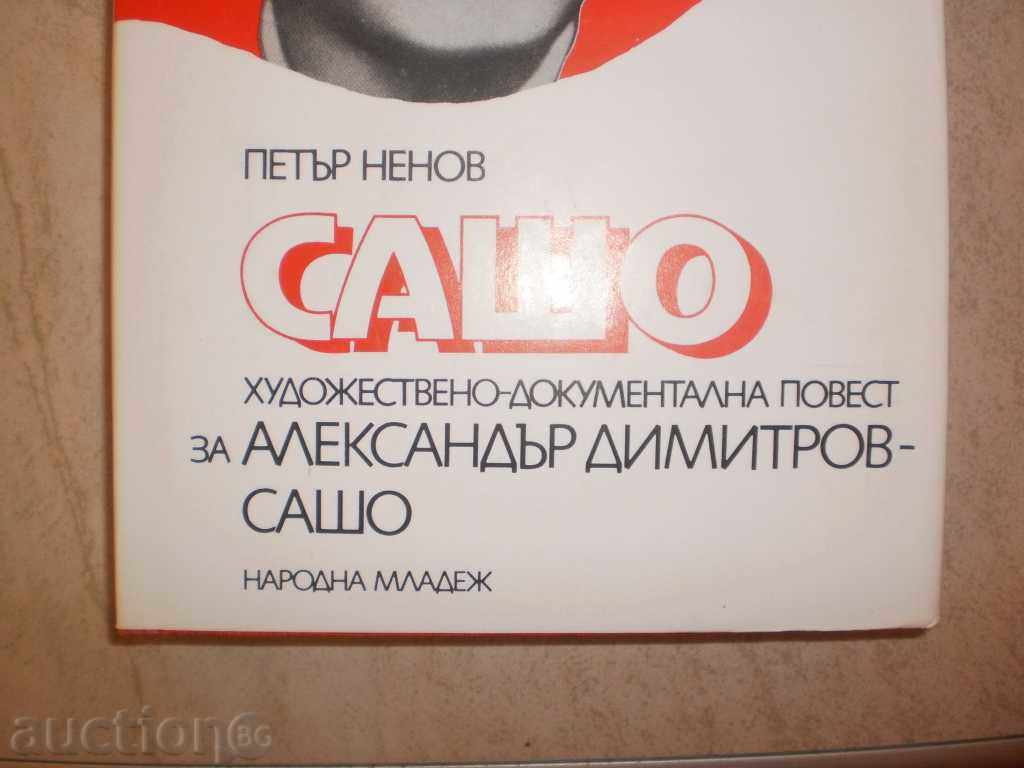 ПЕТЪР НЕНОВ
САШО
ХУДОЖЕСТВЕНО-ДОКУМЕНТАЛНА ПОВЕСТ
ЗА АЛЕКСАНДЪР ДИМИТРОВ-
САШО
НАРОДНА МЛАДЕЖ
auction BG